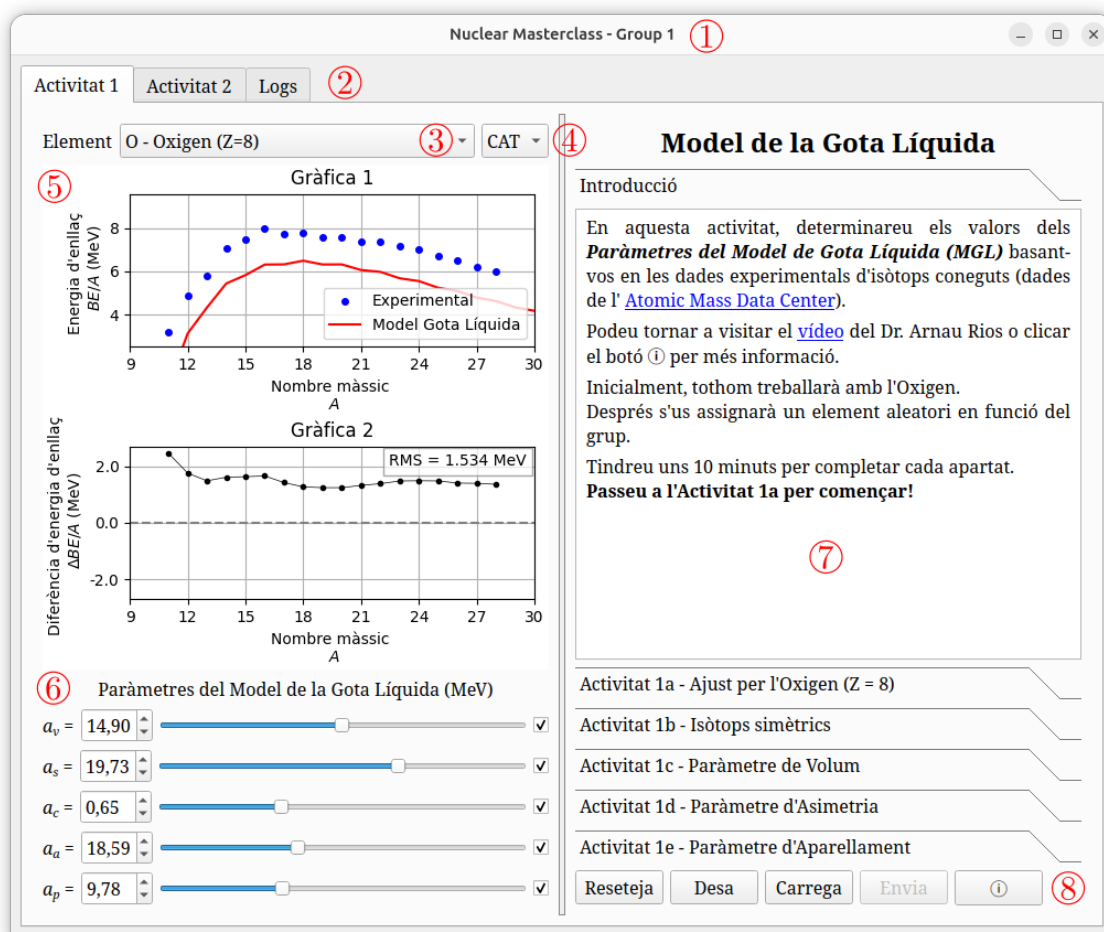 Nuclear Masterclass - Group 1 ①
Activitat 1 Activitat 2 Logs ②
Element O - Oxigen (Z=8) ③ CAT ④
⑤
Gràfica 1
Energia d'enllaç
BE/A (MeV)
8
6
4
Experimental
Model Gota Líquida
9 12 15 18 21 24 27 30
Nombre màssic
A
Gràfica 2
Diferència d'energia d'enllaç
ΔBE/A (MeV)
RMS = 1.534 MeV
2.0
0.0
-2.0
9 12 15 18 21 24 27 30
Nombre màssic
A
⑥
Paràmetres del Model de la Gota Líquida (MeV)
av = 14,90
as = 19,73
ac = 0,65
aa = 18,59
ap = 9,78
Model de la Gota Líquida
Introducció
En aquesta activitat, determinareu els valors dels
Paràmetres del Model de Gota Líquida (MGL) basant-
vos en les dades experimentals d'isòtops coneguts (dades
de l' Atomic Mass Data Center).
Podeu tornar a visitar el vídeo del Dr. Arnau Rios o clicar
el botó ⓘ per més informació.
Inicialment, tothom treballarà amb l'Oxigen.
Després s'us assignarà un element aleatori en funció del
grup.
Tindreu uns 10 minuts per completar cada apartat.
Passeu a l'Activitat 1a per començar!
⑦
Activitat 1a - Ajust per l'Oxigen (Z = 8)
Activitat 1b - Isòtops simètrics
Activitat 1c - Paràmetre de Volum
Activitat 1d - Paràmetre d'Asimetria
Activitat 1e - Paràmetre d'Aparellament
Reseteja Desa Carrega Envia ⓘ ⑧